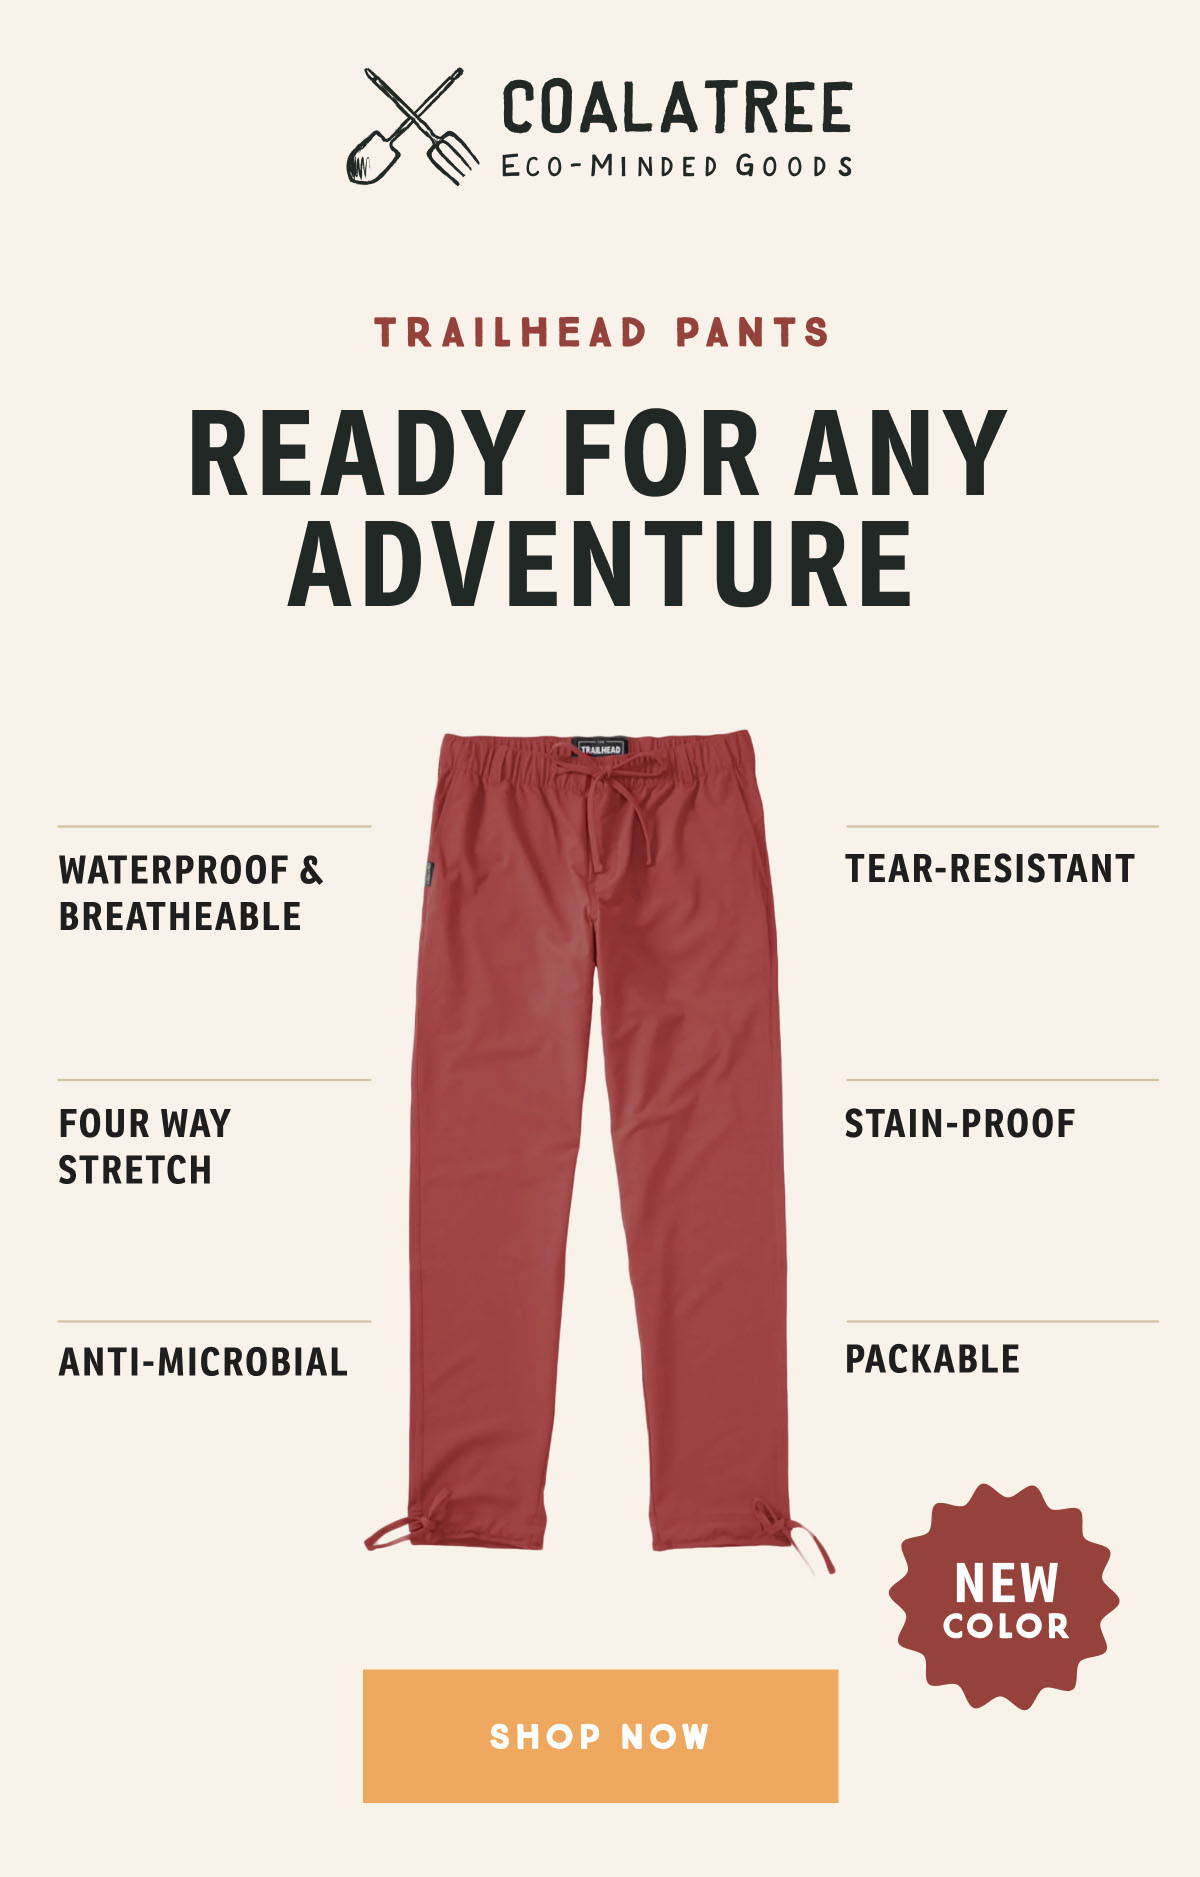 COALATREE
ECO-MINDED GOODS
TRAILHEAD PANTS
READY FOR ANY
ADVENTURE
TRAILHEAD
WATERPROOF &
BREATHEABLE
TEAR-RESISTANT
FOUR WAY
STRETCH
STAIN-PROOF
ANTI-MICROBIAL
PACKABLE
NEW
COLOR
SHOP NOW